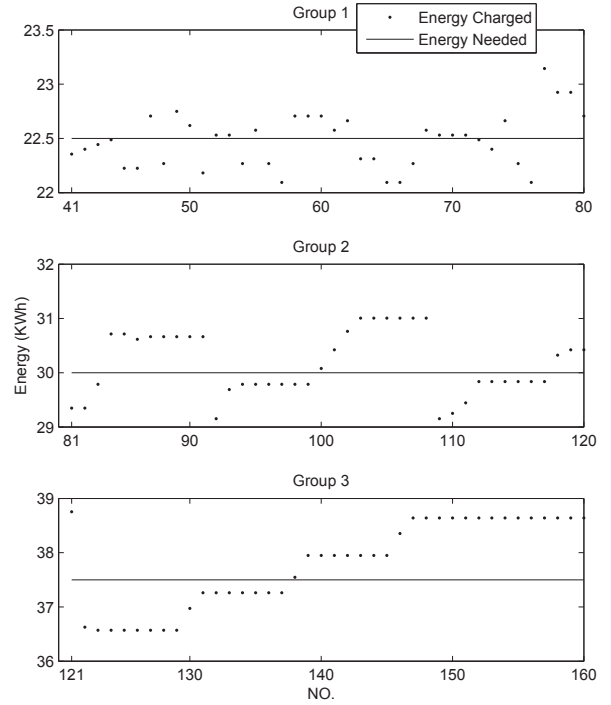 Group 1
Energy Charged
Energy Needed
23.5
23
22.5
22
41 50 60 70 80
Group 2
32
31
30
29
Energy (KWh)
81 90 100 110 120
Group 3
39
38
37
36
121 130 140 150 160
NO.